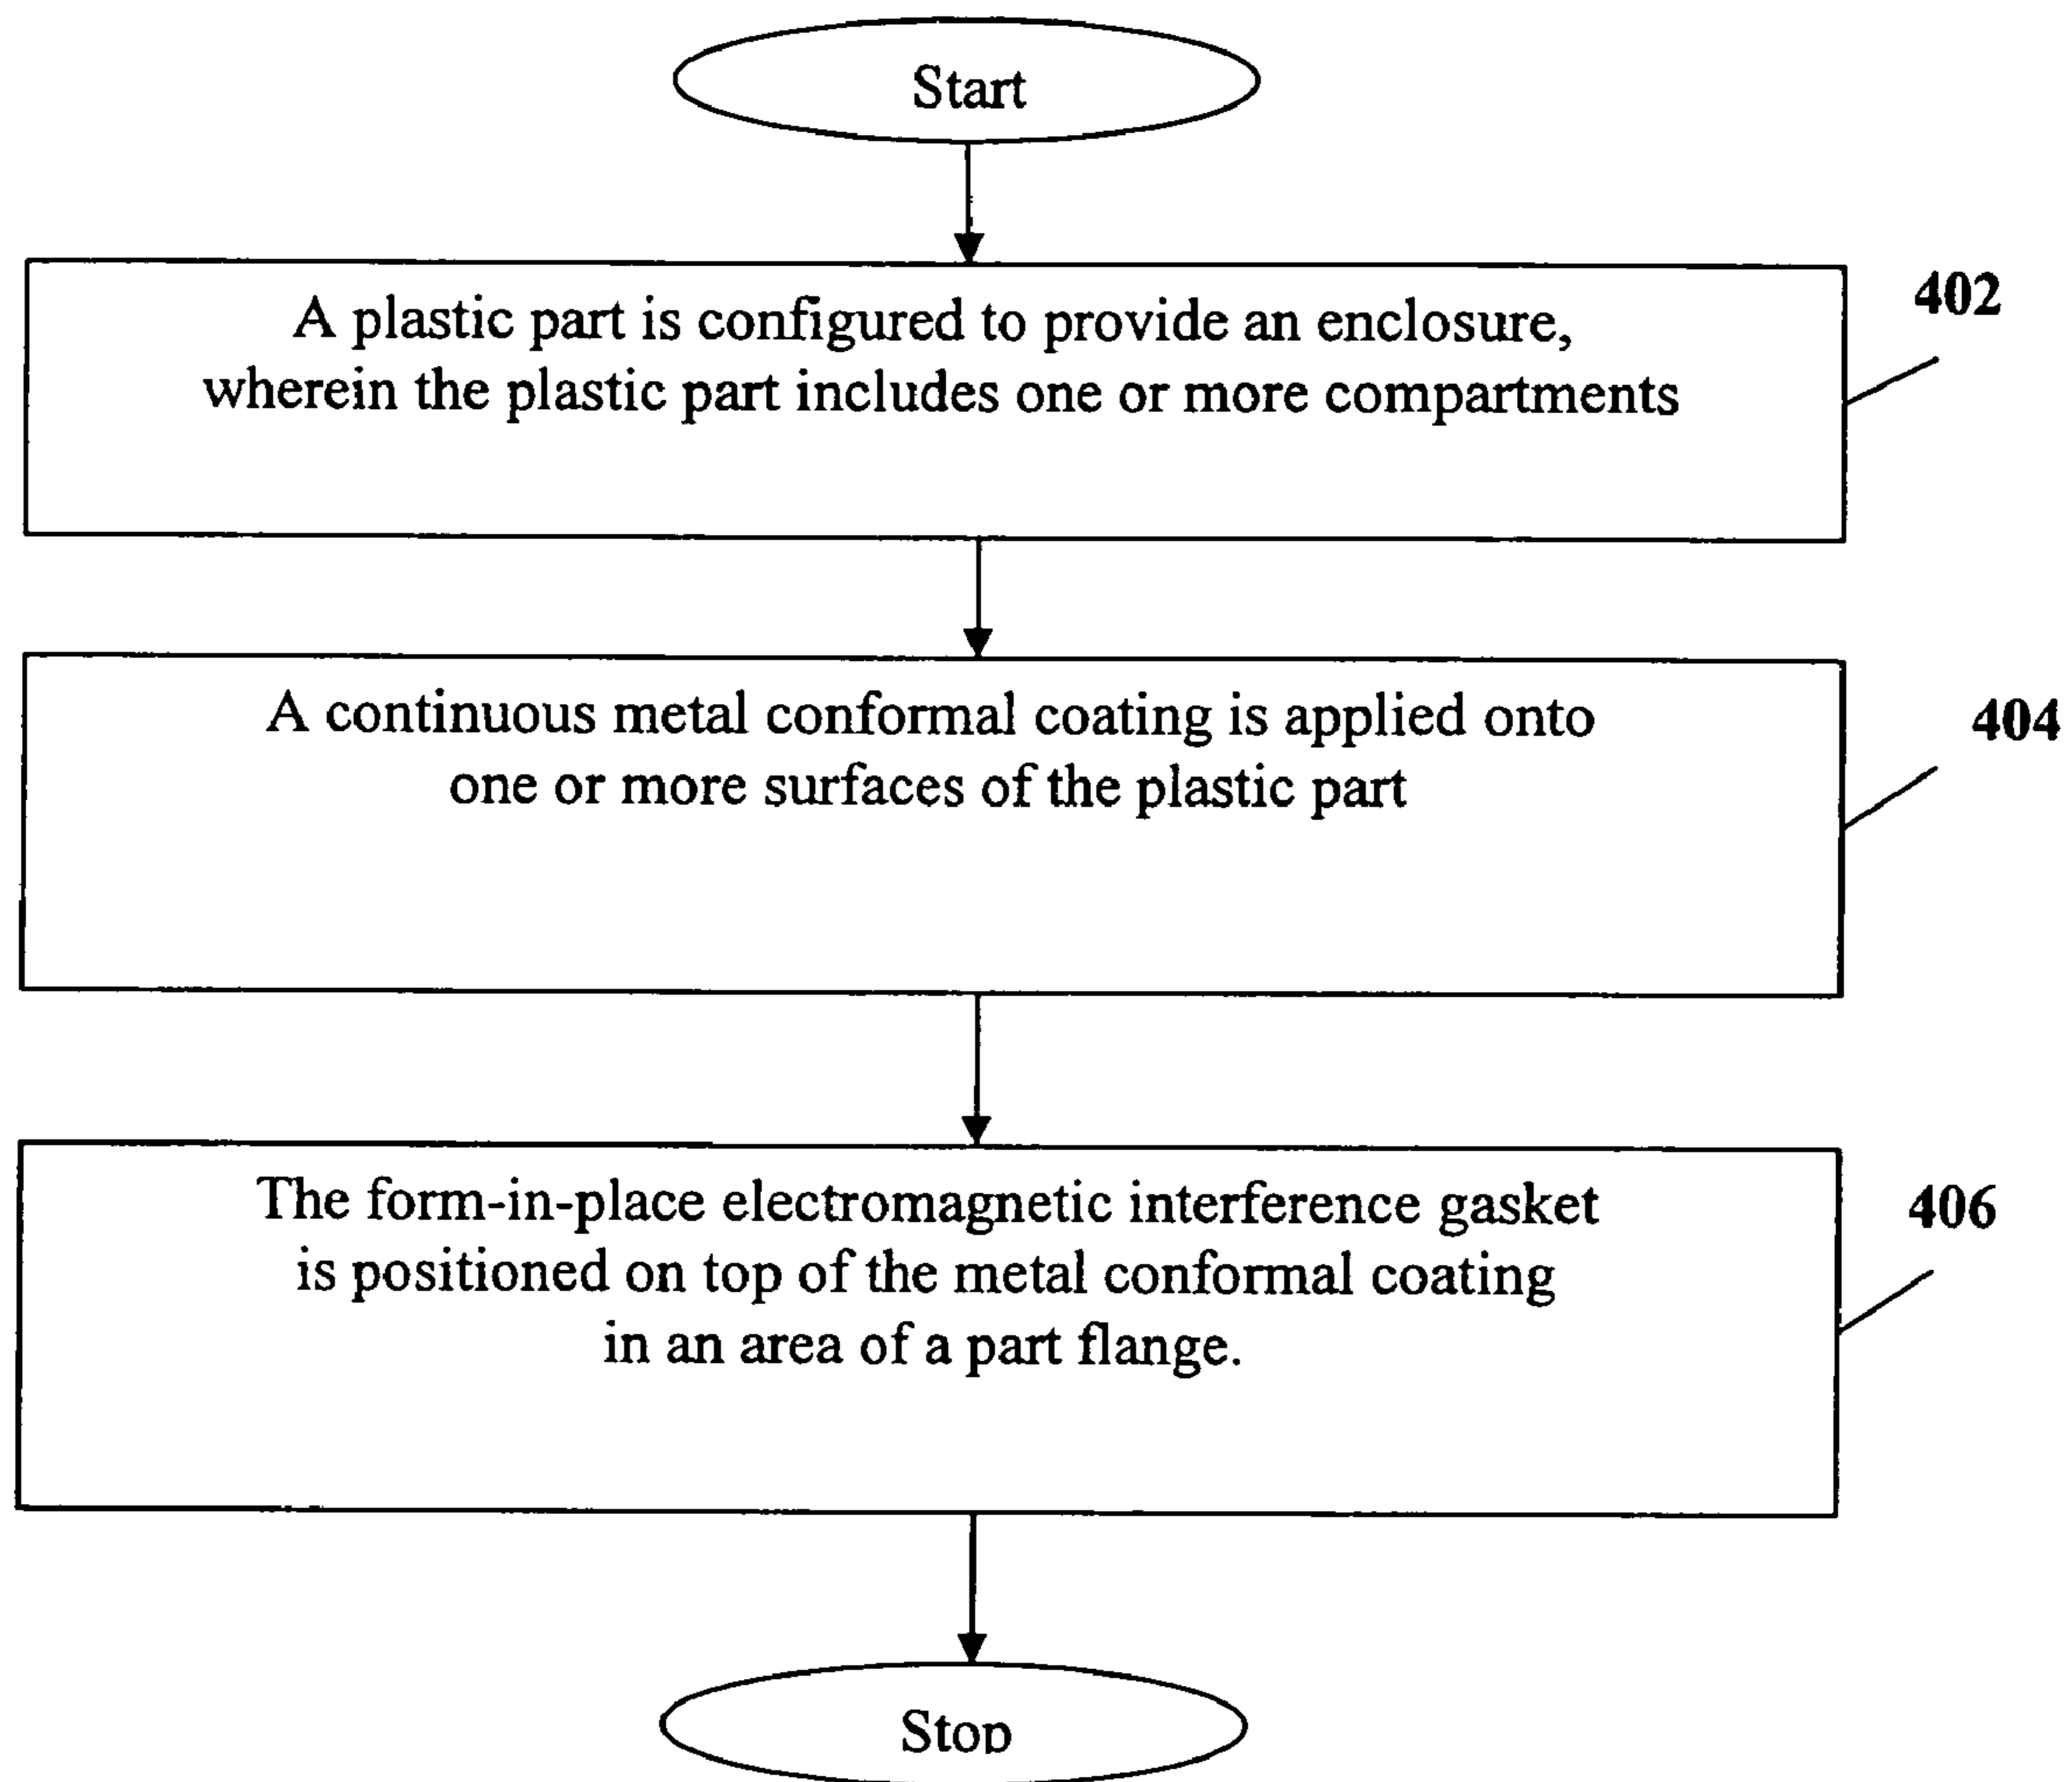 Start
A plastic part is configured to provide an enclosure,
wherein the plastic part includes one or more compartments
402
A continuous metal conformal coating is applied onto
one or more surfaces of the plastic part
404
The form-in-place electromagnetic interference gasket
is positioned on top of the metal conformal coating
in an area of a part flange.
406
Stop